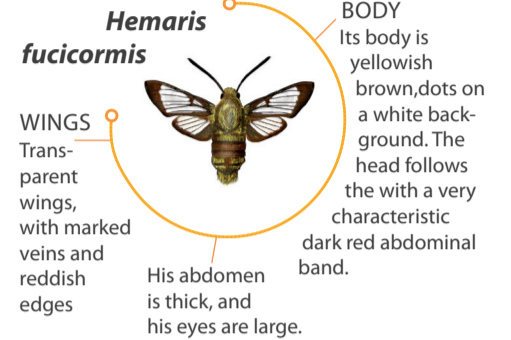 Hemaris
fucicormis
BODY
Its body is
yellowish
brown,dots on
a white back-
ground. The
head follows
the with a very
characteristic
dark red abdominal
band.
WINGS
Trans-
parent
wings,
with marked
veins and
reddish
edges
His abdomen
is thick, and
his eyes are large.